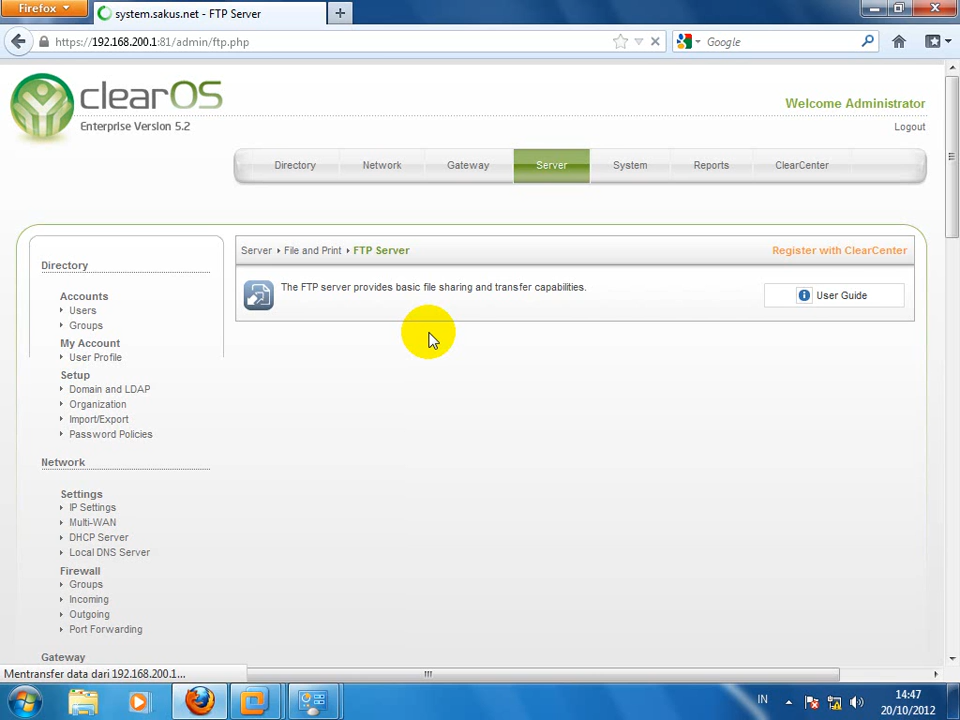 Firefox
system.sakus.net - FTP Server
https://192.168.200.1:81/admin/ftp.php
Google
clearOS
Enterprise Version 5.2
Welcome Administrator
Logout
Directory
Network
Gateway
Server
System
Reports
ClearCenter
Server
File and Print
FTP Server
Register with ClearCenter
The FTP server provides basic file sharing and transfer capabilities.
User Guide
Directory
Accounts
Users
Groups
My Account
User Profile
Setup
Domain and LDAP
Organization
Import/Export
Password Policies
Network
Settings
IP Settings
Multi-WAN
DHCP Server
Local DNS Server
Firewall
Groups
Incoming
Outgoing
Port Forwarding
Gateway
Mentransfer data dari 192.168.200.1...
IN
14:47
20/10/2012